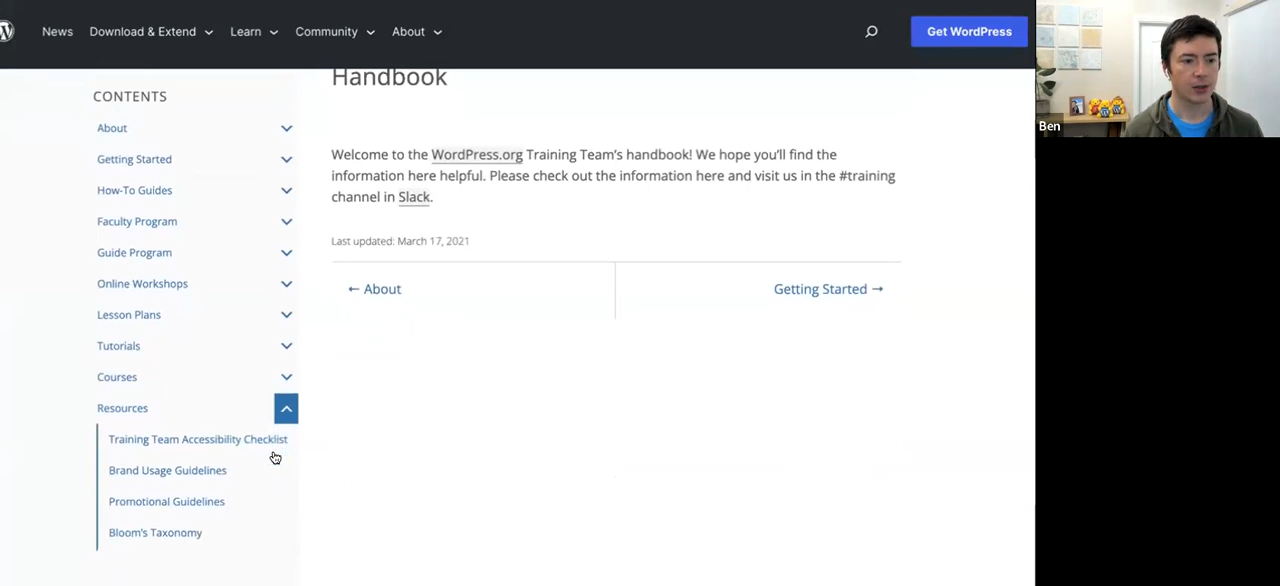 News Download & Extend Learn Community About Get WordPress
Handbook
CONTENTS
About
Getting Started
How-To Guides
Faculty Program
Guide Program
Online Workshops
Lesson Plans
Tutorials
Courses
Resources
Training Team Accessibility Checklist
Brand Usage Guidelines
Promotional Guidelines
Bloom's Taxonomy
Welcome to the WordPress.org Training Team's handbook! We hope you'll find the
information here helpful. Please check out the information here and visit us in the #training
channel in Slack.
Last updated: March 17, 2021
← About
Getting Started →
Ben